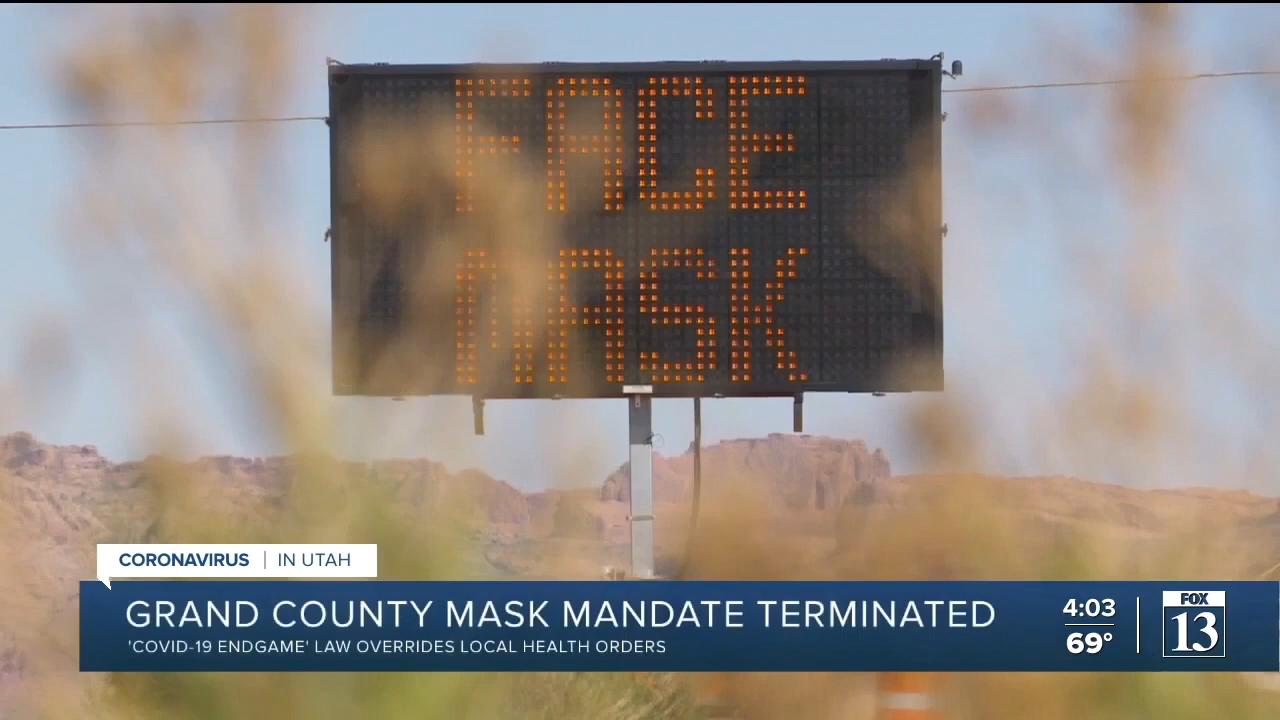 FACE
MASK
CORONAVIRUS | IN UTAH
GRAND COUNTY MASK MANDATE TERMINATED
'COVID-19 ENDGAME' LAW OVERRIDES LOCAL HEALTH ORDERS
4:03
69°
FOX
13